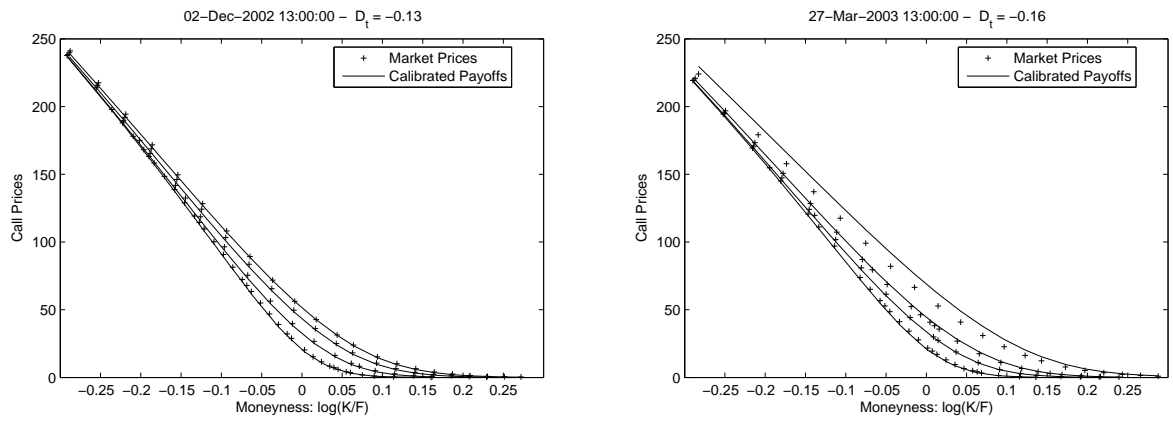 02−Dec−2002 13:00:00 − D_t = −0.13
250
200
150
100
50
0
Call Prices
−0.25 −0.2 −0.15 −0.1 −0.05 0 0.05 0.1 0.15 0.2 0.25
Moneyness: log(K/F)
Market Prices
Calibrated Payoffs
27−Mar−2003 13:00:00 − D_t = −0.16
250
200
150
100
50
0
Call Prices
−0.25 −0.2 −0.15 −0.1 −0.05 0 0.05 0.1 0.15 0.2 0.25
Moneyness: log(K/F)
Market Prices
Calibrated Payoffs